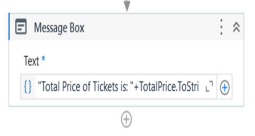 Message Box
Text *
"Total Price of Tickets is: "+TotalPrice.ToStri